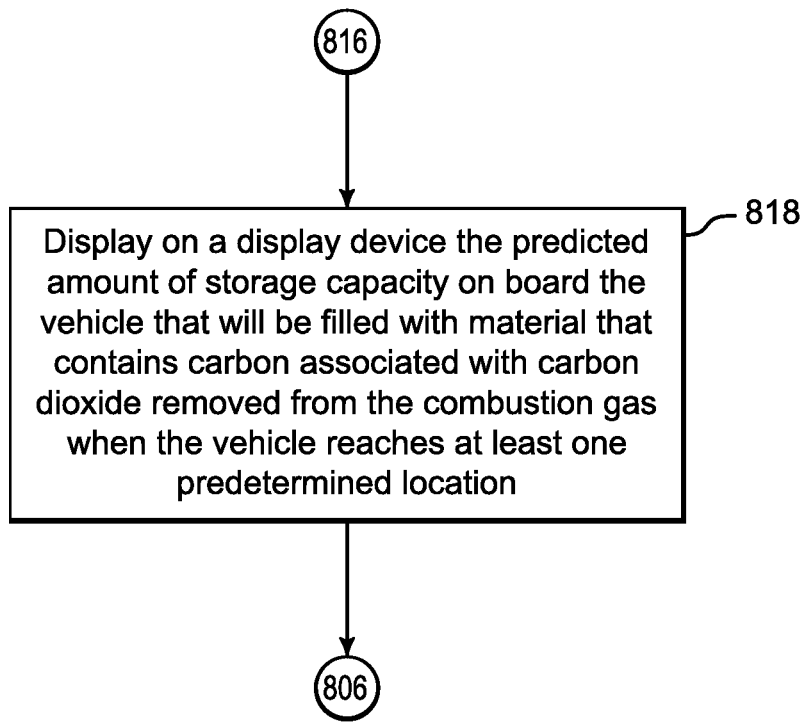 816
818
Display on a display device the predicted
amount of storage capacity on board the
vehicle that will be filled with material that
contains carbon associated with carbon
dioxide removed from the combustion gas
when the vehicle reaches at least one
predetermined location
806